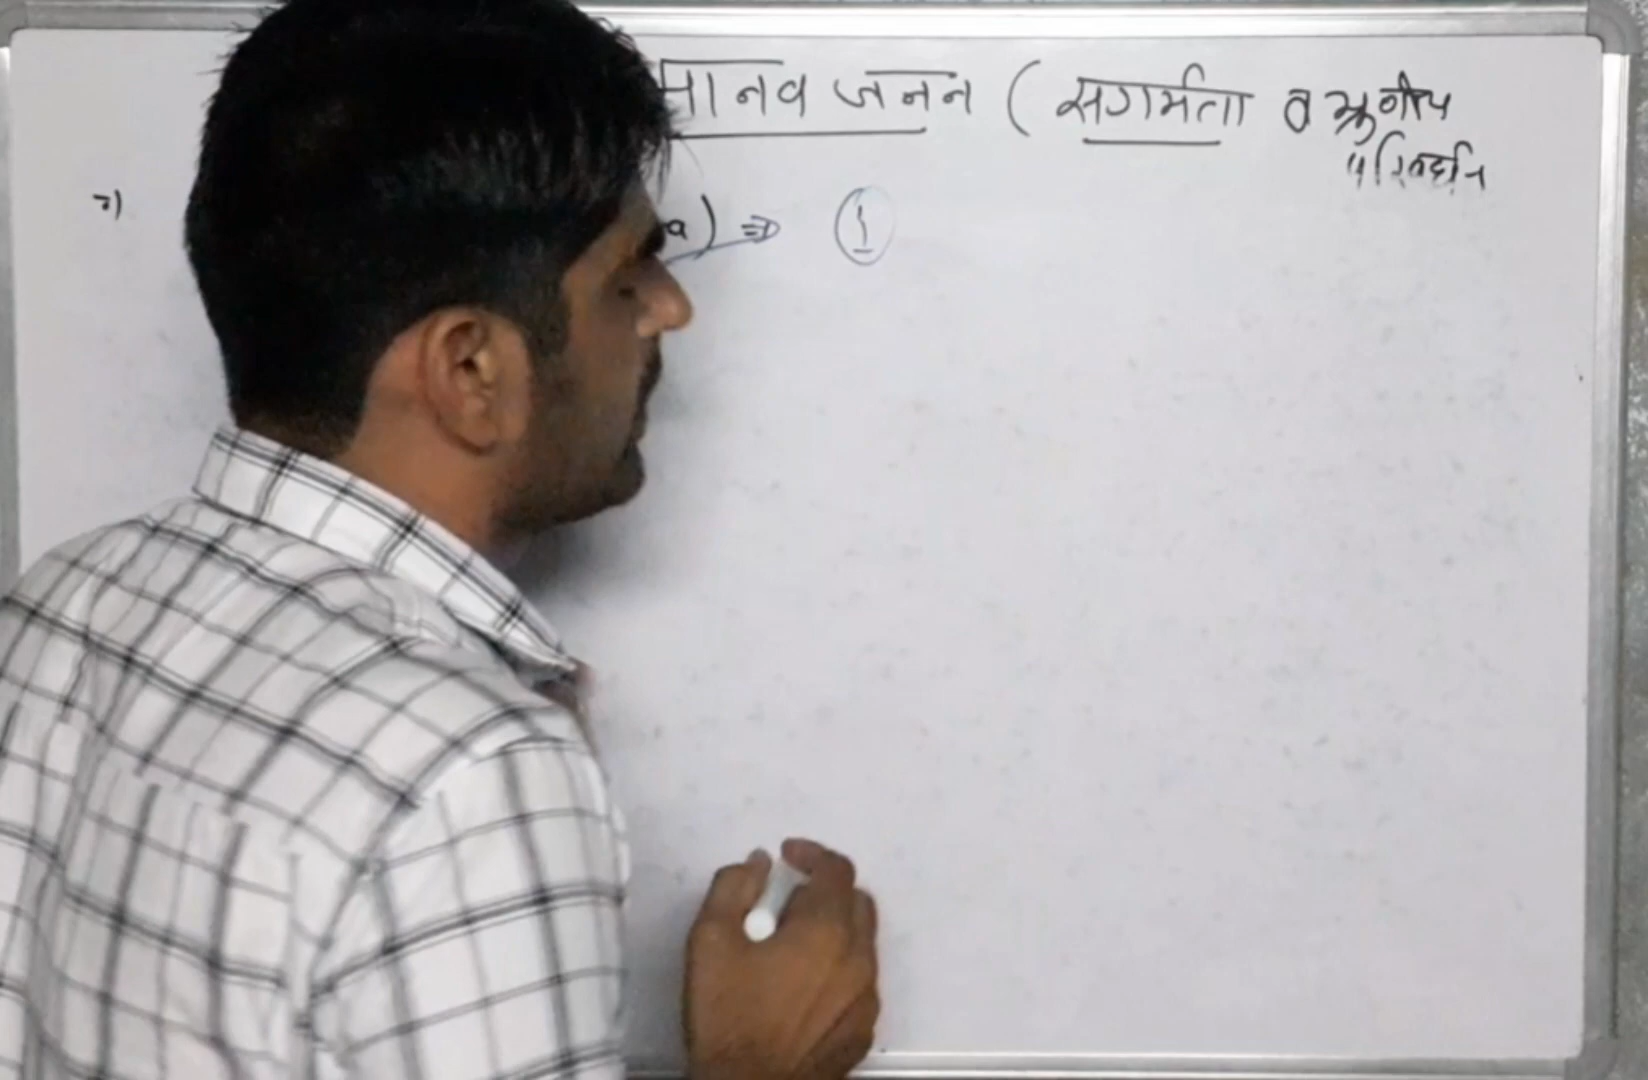 मानव जनन ( सगर्भता व भ्रूणीय
परिवर्धन
a) ⇒ ①